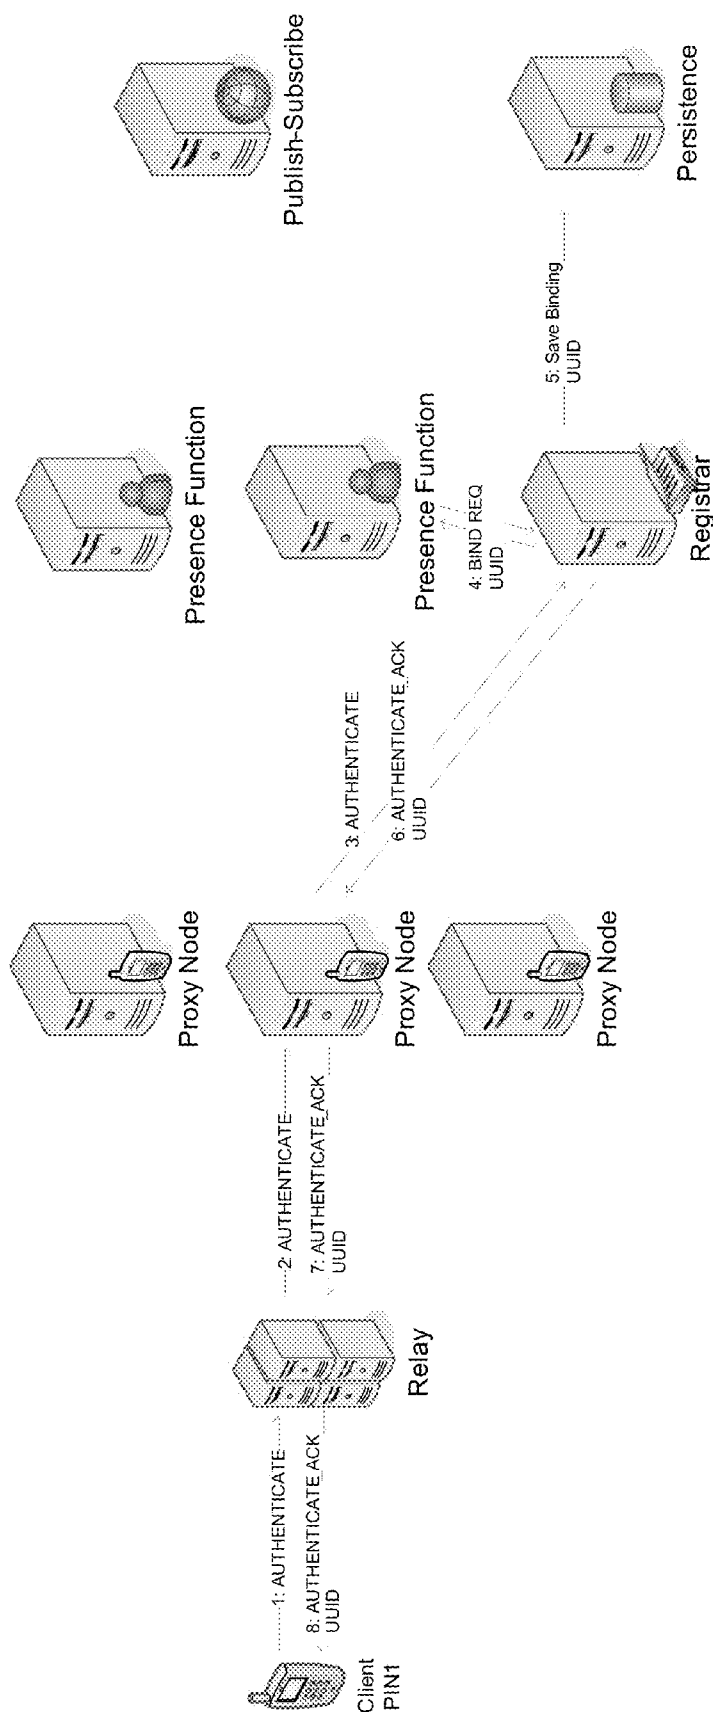 Client
PIN1
1: AUTHENTICATE
8: AUTHENTICATE_ACK
UUID
Relay
2: AUTHENTICATE
7: AUTHENTICATE_ACK
UUID
Proxy Node
Proxy Node
Proxy Node
3: AUTHENTICATE
6: AUTHENTICATE_ACK
UUID
Presence Function
Presence Function
4: BIND REQ
UUID
Registrar
5: Save Binding
UUID
Publish-Subscribe
Persistence